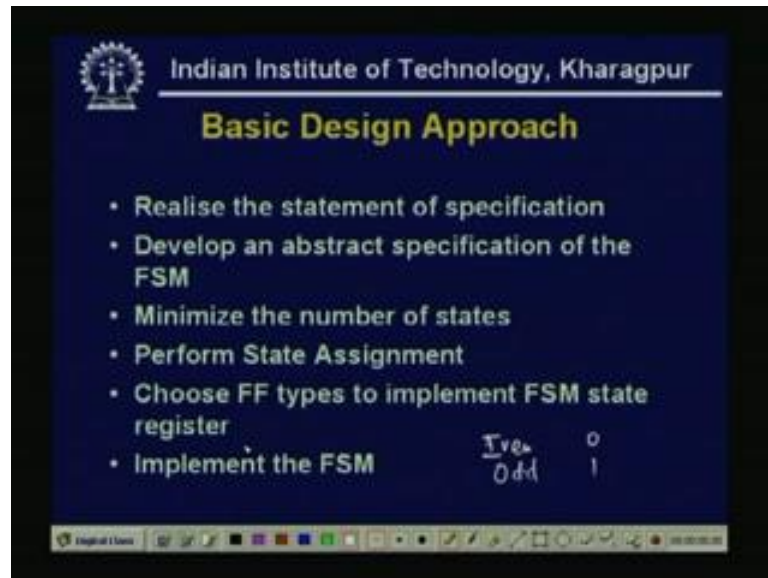 Indian Institute of Technology, Kharagpur
Basic Design Approach
• Realise the statement of specification
• Develop an abstract specification of the
FSM
• Minimize the number of states
• Perform State Assignment
• Choose FF types to implement FSM state
register
• Implement the FSM
Even 0
Odd 1